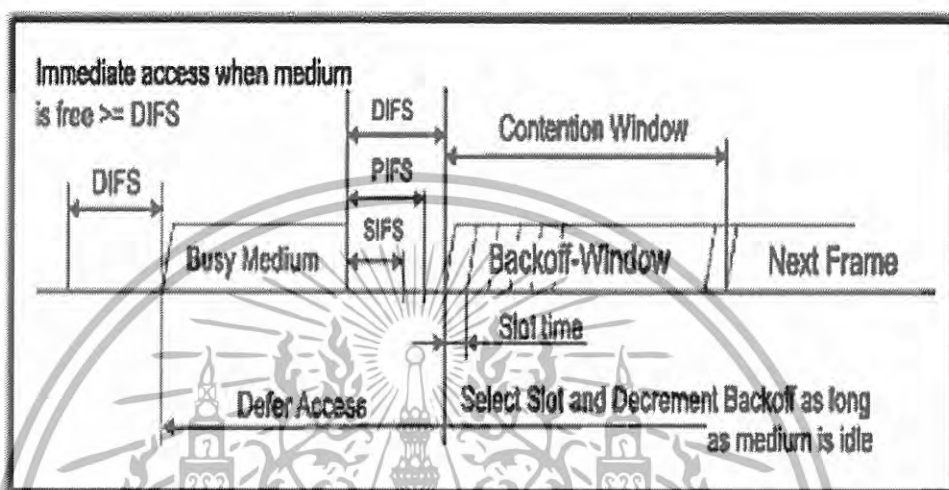 Immediate access when medium
is free >= DIFS
DIFS
DIFS
PIFS
SIFS
Contention Window
Busy Medium
Backoff-Window
Next Frame
Slot time
Defer Access
Select Slot and Decrement Backoff as long
as medium is idle